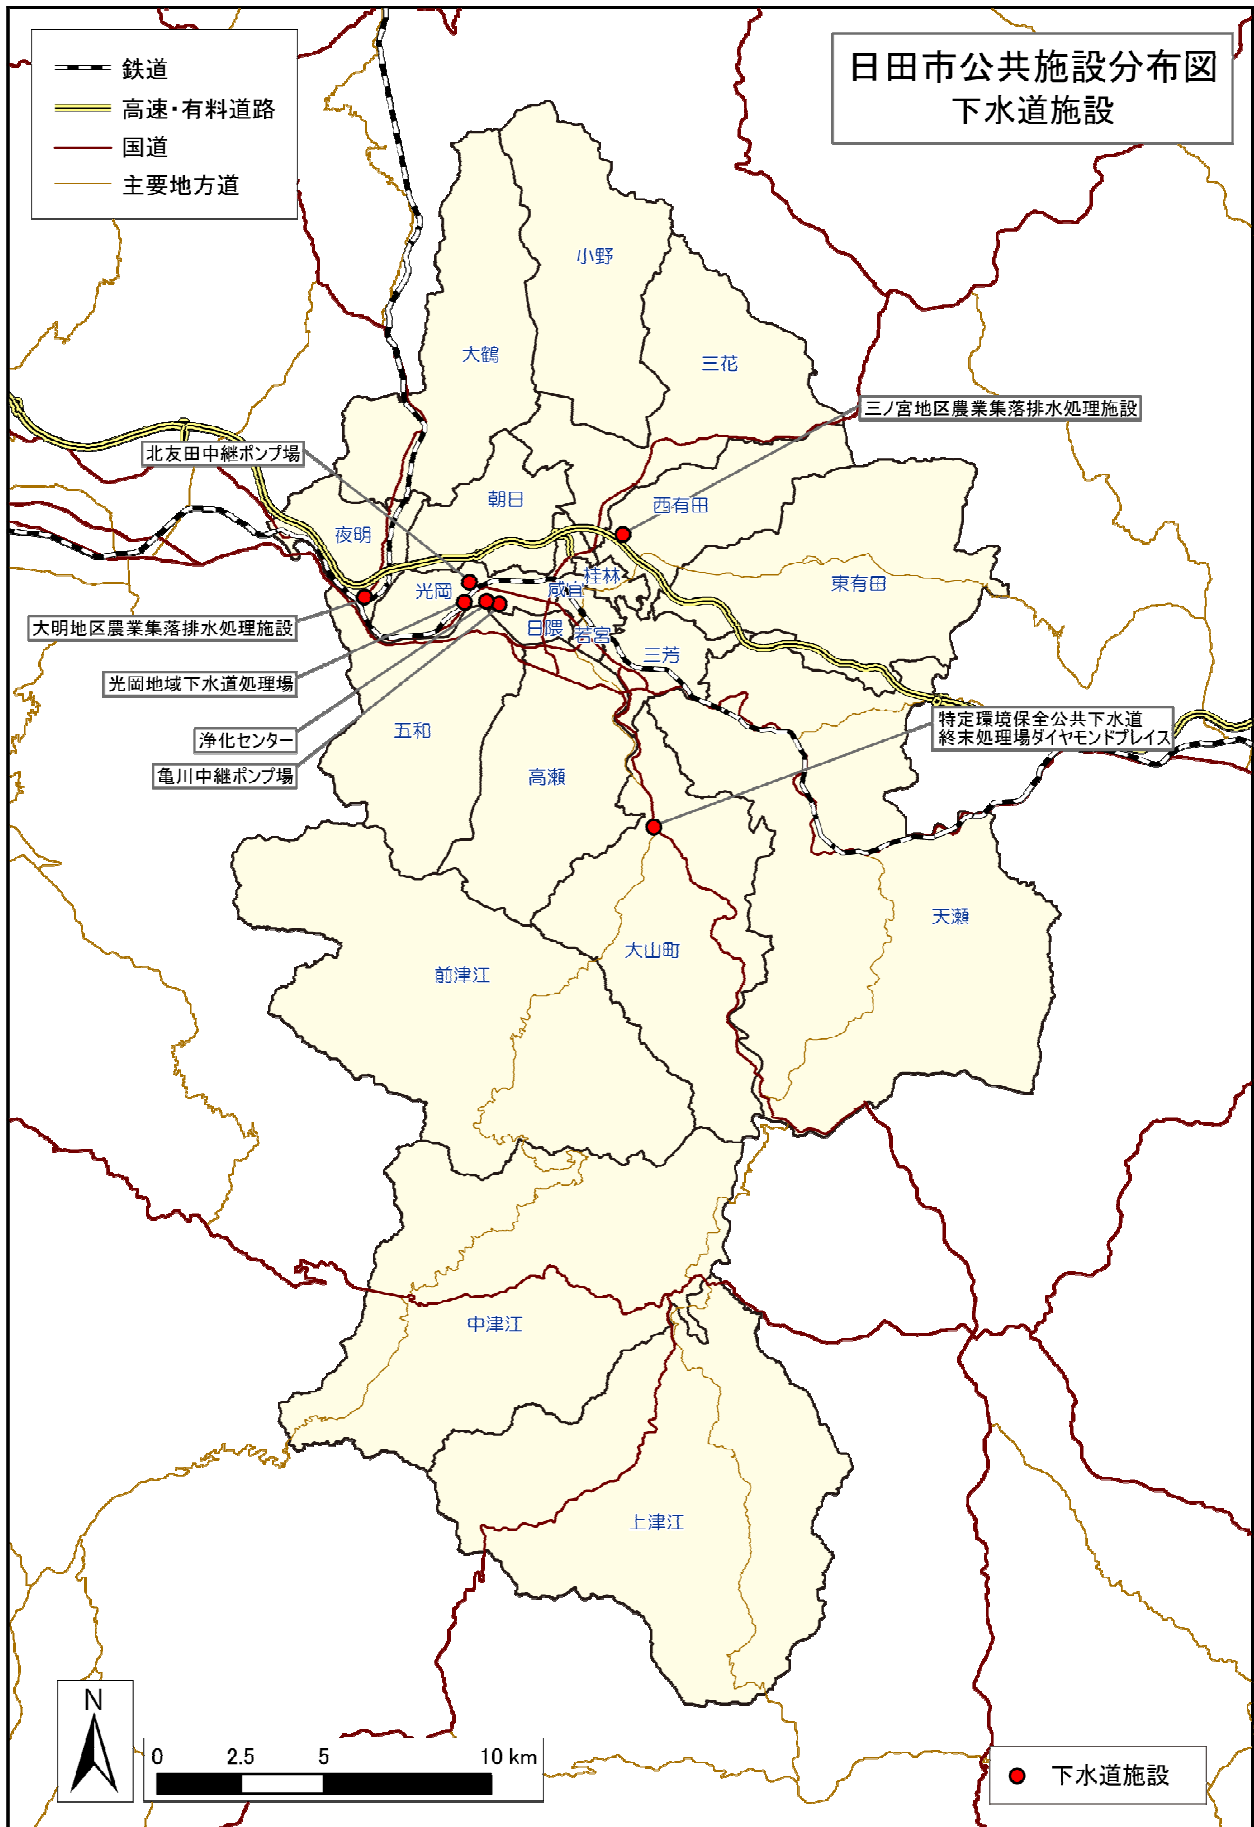 日田市公共施設分布図
下水道施設
鉄道
高速・有料道路
国道
主要地方道
小野
大鶴
三花
三ノ宮地区農業集落排水処理施設
北友田中継ポンプ場
朝日
西有田
夜明
桂林
東有田
光岡
咸宜
大明地区農業集落排水処理施設
日隈
若宮
三芳
光岡地域下水道処理場
特定環境保全公共下水道
終末処理場ダイヤモンドプレイス
五和
浄化センター
亀川中継ポンプ場
高瀬
天瀬
大山町
前津江
中津江
上津江
N
0 2.5 5 10 km
下水道施設